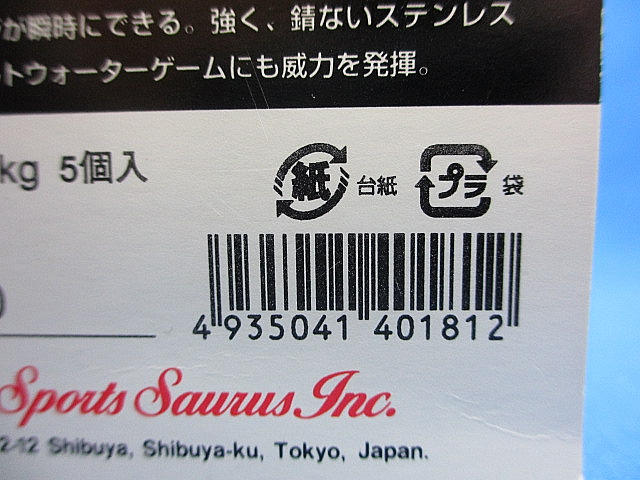 が瞬時にできる。強く、錆ないステンレス
トウォーターゲームにも威力を発揮。
kg 5個入
紙 台紙 プラ 袋
4 935041 401812
Sports Saurus Inc.
2-12 Shibuya, Shibuya-ku, Tokyo, Japan.